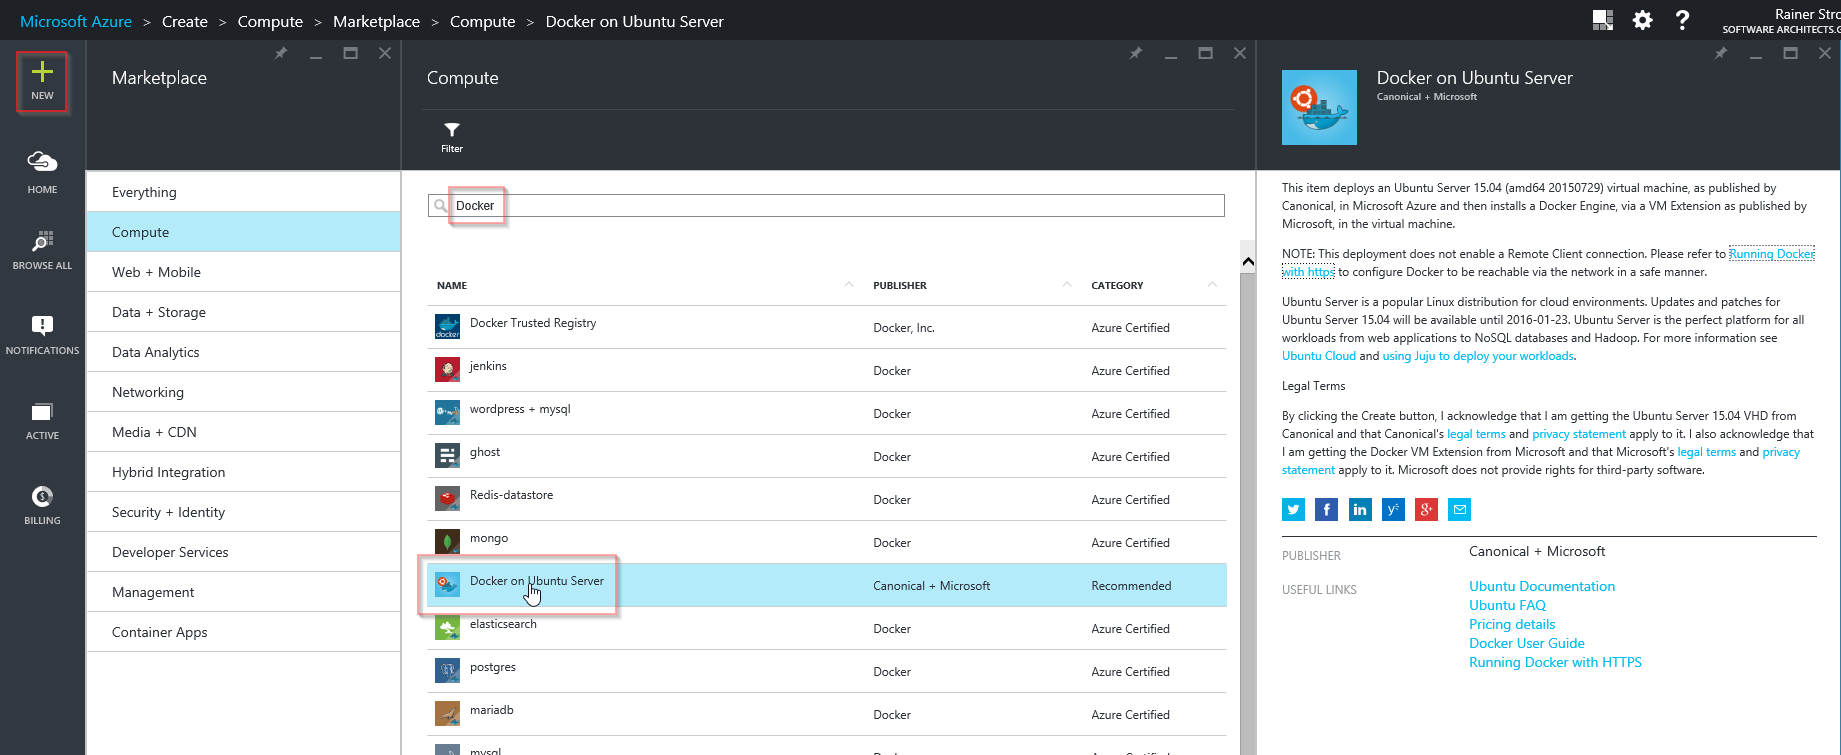 Microsoft Azure > Create > Compute > Marketplace > Compute > Docker on Ubuntu Server
?
Rainer Stro
SOFTWARE ARCHITECTS.G
NEW
HOME
BROWSE ALL
NOTIFICATIONS
ACTIVE
BILLING
Marketplace
Everything
Compute
Web + Mobile
Data + Storage
Data Analytics
Networking
Media + CDN
Hybrid Integration
Security + Identity
Developer Services
Management
Container Apps
Compute
Filter
Docker
NAME PUBLISHER CATEGORY
Docker Trusted Registry Docker, Inc. Azure Certified
jenkins Docker Azure Certified
wordpress + mysql Docker Azure Certified
ghost Docker Azure Certified
Redis-datastore Docker Azure Certified
mongo Docker Azure Certified
Docker on Ubuntu Server Canonical + Microsoft Recommended
elasticsearch Docker Azure Certified
postgres Docker Azure Certified
mariadb Docker Azure Certified
mysql
Docker on Ubuntu Server
Canonical + Microsoft
This item deploys an Ubuntu Server 15.04 (amd64 20150729) virtual machine, as published by
Canonical, in Microsoft Azure and then installs a Docker Engine, via a VM Extension as published by
Microsoft, in the virtual machine.
NOTE: This deployment does not enable a Remote Client connection. Please refer to Running Docker
with https to configure Docker to be reachable via the network in a safe manner.
Ubuntu Server is a popular Linux distribution for cloud environments. Updates and patches for
Ubuntu Server 15.04 will be available until 2016-01-23. Ubuntu Server is the perfect platform for all
workloads from web applications to NoSQL databases and Hadoop. For more information see
Ubuntu Cloud and using Juju to deploy your workloads.
Legal Terms
By clicking the Create button, I acknowledge that I am getting the Ubuntu Server 15.04 VHD from
Canonical and that Canonical's legal terms and privacy statement apply to it. I also acknowledge that
I am getting the Docker VM Extension from Microsoft and that Microsoft's legal terms and privacy
statement apply to it. Microsoft does not provide rights for third-party software.
PUBLISHER Canonical + Microsoft
USEFUL LINKS Ubuntu Documentation
Ubuntu FAQ
Pricing details
Docker User Guide
Running Docker with HTTPS